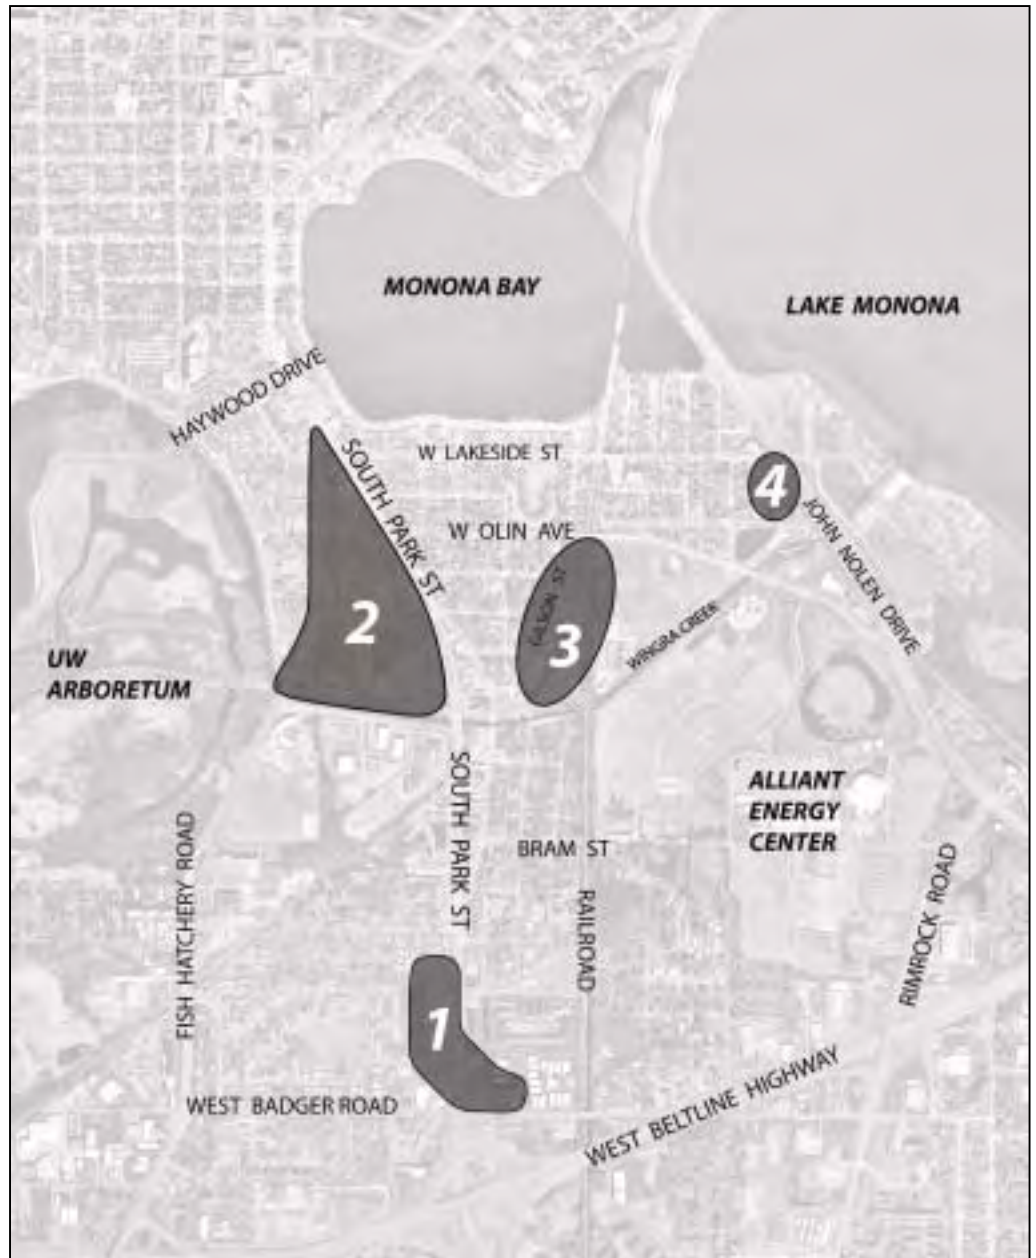 MONONA BAY
LAKE MONONA
HAYWOOD DRIVE
SOUTH PARK ST
W LAKESIDE ST
4
W OLIN AVE
JOHN NOLEN DRIVE
GILSON ST
2
3
WINGRA CREEK
UW
ARBORETUM
SOUTH PARK ST
ALLIANT
ENERGY
CENTER
BRAM ST
FISH HATCHERY ROAD
RAILROAD
RIMROCK ROAD
1
WEST BADGER ROAD
WEST BELTLINE HIGHWAY